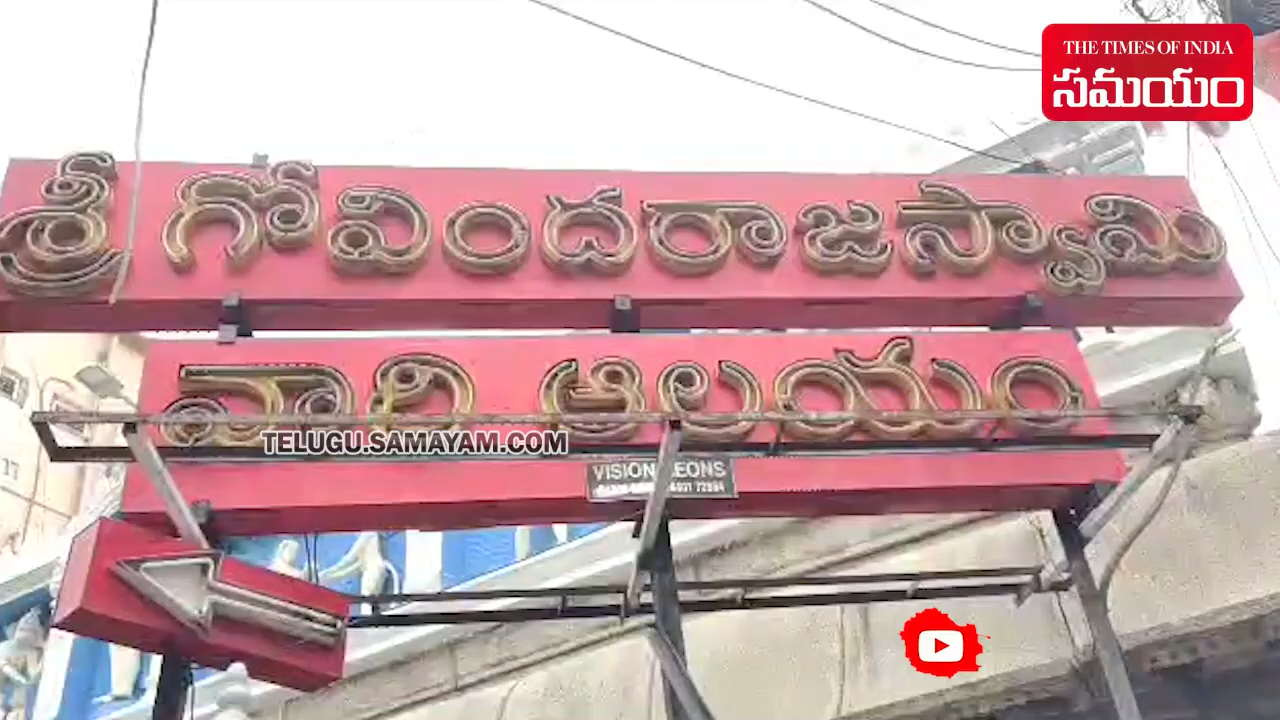 THE TIMES OF INDIA
సమయం
శ్రీ గోవిందరాజస్వామి
వారి ఆలయం
TELUGU.SAMAYAM.COM
VISION NEONS